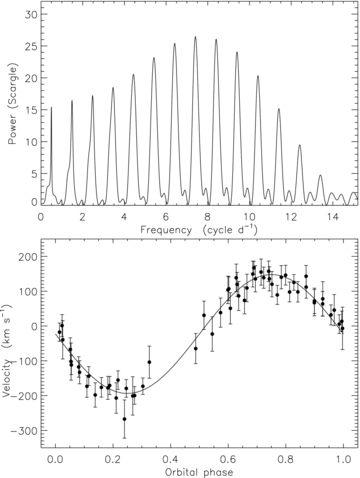 30
25
20
15
10
5
0
Power (Scargle)
0 2 4 6 8 10 12 14
Frequency (cycle d⁻¹)
200
100
0
−100
−200
−300
Velocity (km s⁻¹)
0.0 0.2 0.4 0.6 0.8 1.0
Orbital phase